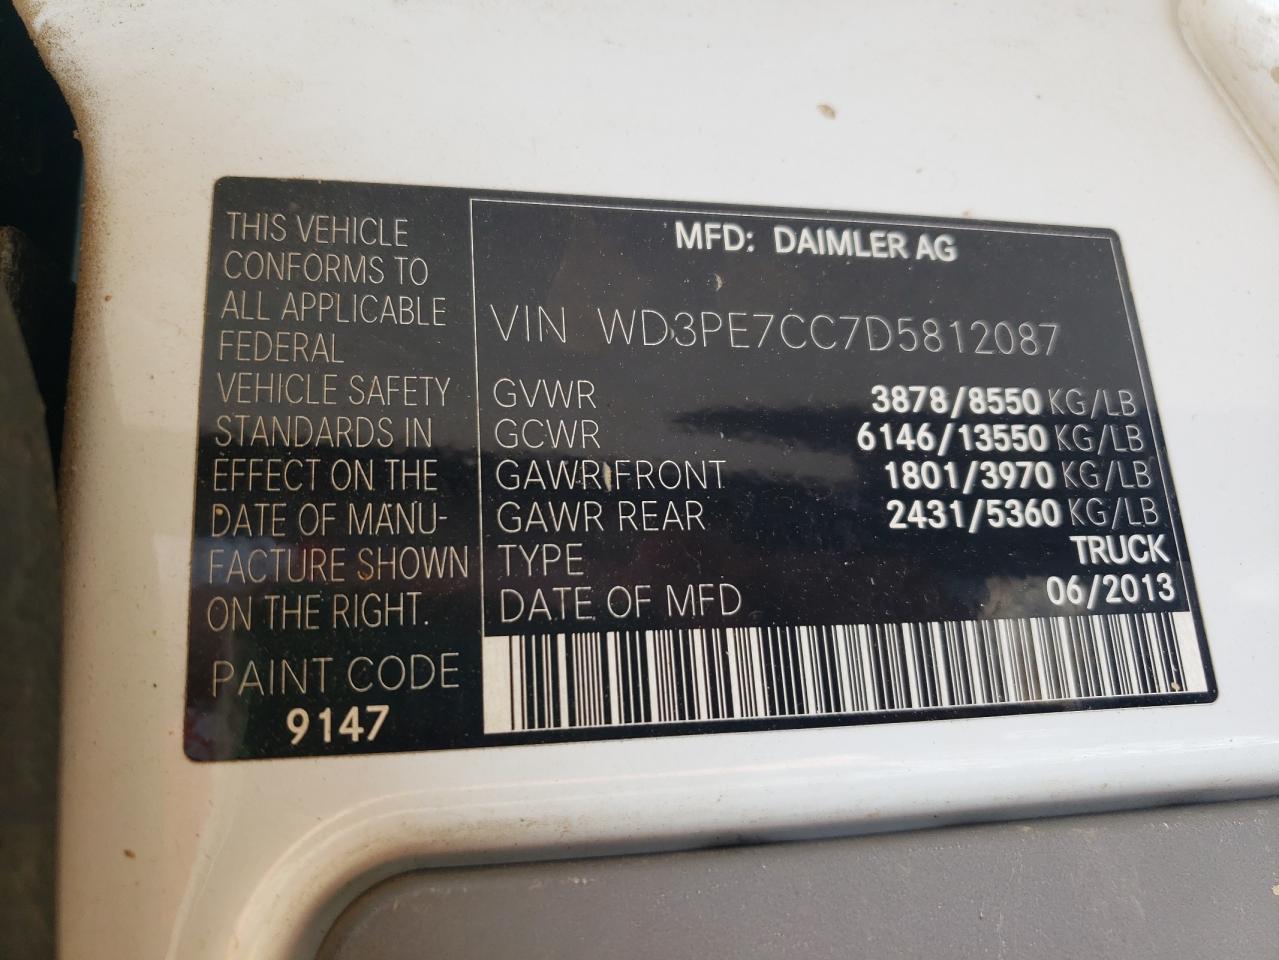 THIS VEHICLE
CONFORMS TO
ALL APPLICABLE
FEDERAL
VEHICLE SAFETY
STANDARDS IN
EFFECT ON THE
DATE OF MANU-
FACTURE SHOWN
ON THE RIGHT.
PAINT CODE
9147
MFD: DAIMLER AG
VIN WD3PE7CC7D5812087
GVWR 3878/8550 KG/LB
GCWR 6146/13550 KG/LB
GAWR FRONT 1801/3970 KG/LB
GAWR REAR 2431/5360 KG/LB
TYPE TRUCK
DATE OF MFD 06/2013